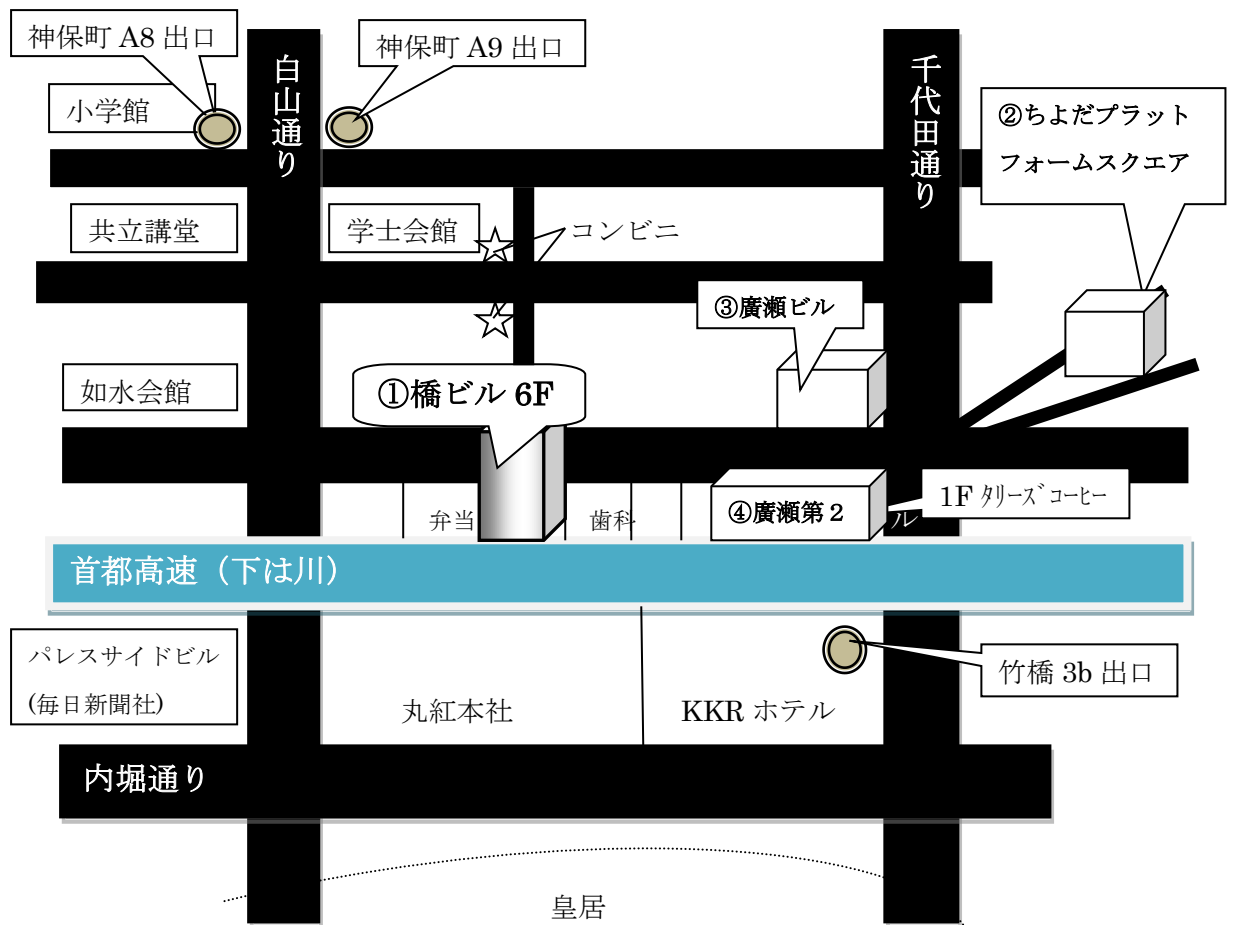 神保町 A8 出口
神保町 A9 出口
白山通り
千代田通り
小学館
②ちよだプラット
フォームスクエア
共立講堂
学士会館
コンビニ
③廣瀬ビル
如水会館
①橋ビル 6F
1F ﾀﾘｰｽﾞｺｰﾋｰ
弁当
歯科
④廣瀬第2
ル
首都高速（下は川）
パレスサイドビル
(毎日新聞社)
竹橋 3b 出口
丸紅本社
KKR ホテル
内堀通り
皇居